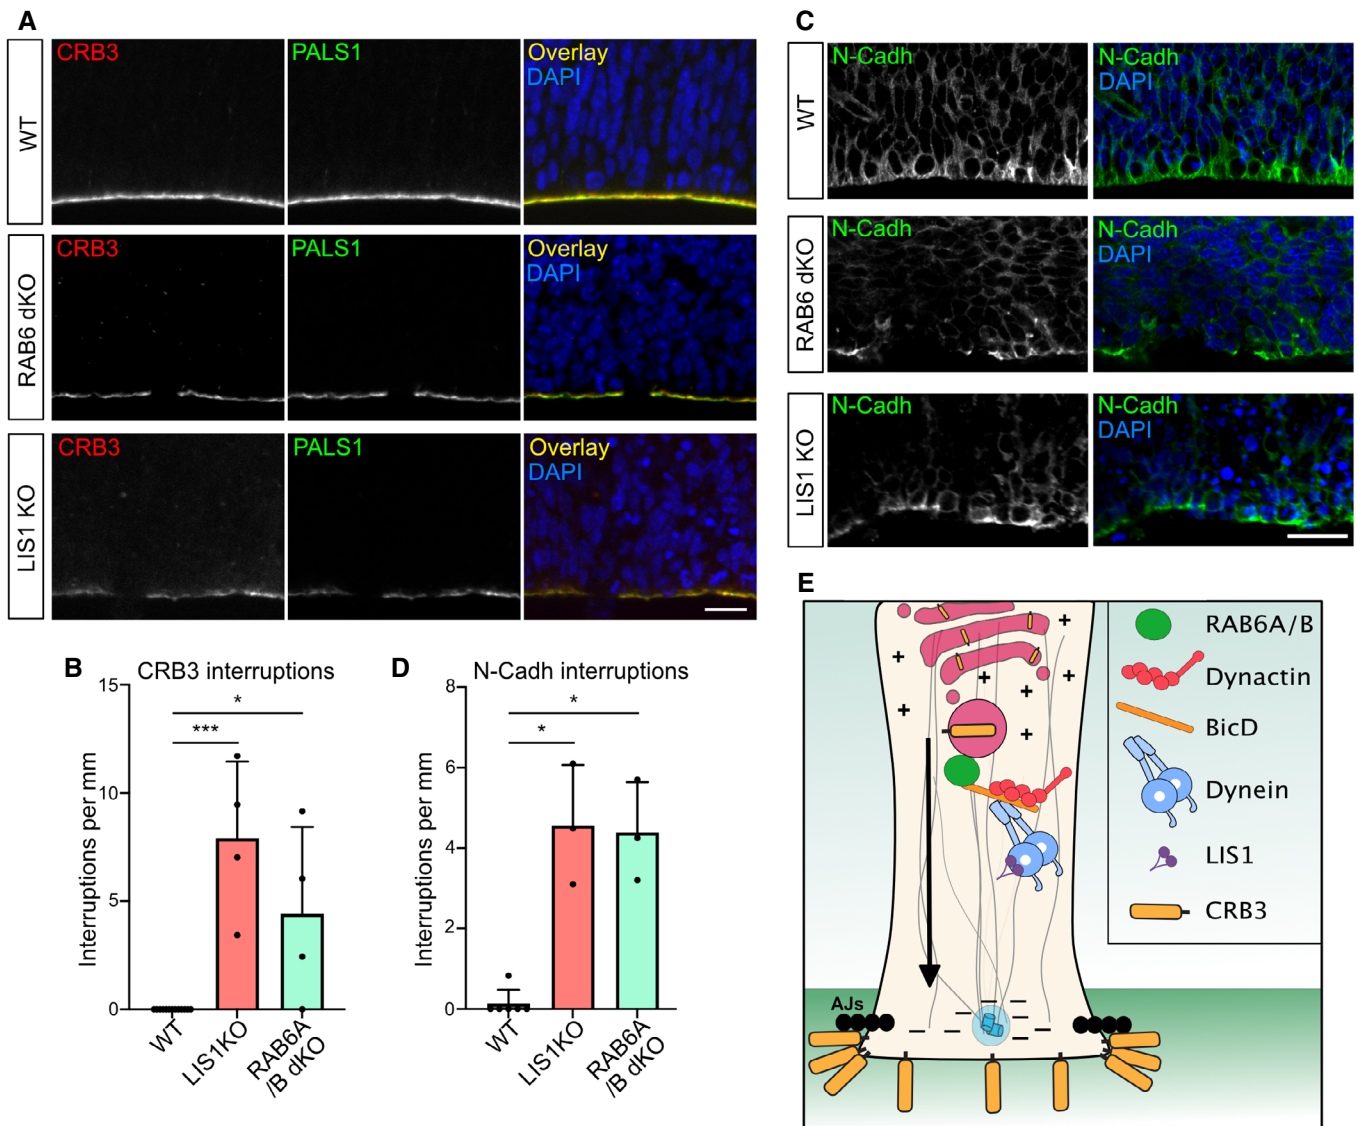 A
WT
CRB3
PALS1
Overlay
DAPI
RAB6 dKO
CRB3
PALS1
Overlay
DAPI
LIS1 KO
CRB3
PALS1
Overlay
DAPI
C
WT
N-Cadh
N-Cadh
DAPI
RAB6 dKO
N-Cadh
N-Cadh
DAPI
LIS1 KO
N-Cadh
N-Cadh
DAPI
B
CRB3 interruptions
Interruptions per mm
15
10
5
0
*
***
WT
LIS1KO
RAB6A
/B dKO
D
N-Cadh interruptions
Interruptions per mm
8
6
4
2
0
*
*
WT
LIS1KO
RAB6A
/B dKO
E
RAB6A/B
Dynactin
BicD
Dynein
LIS1
CRB3
AJs